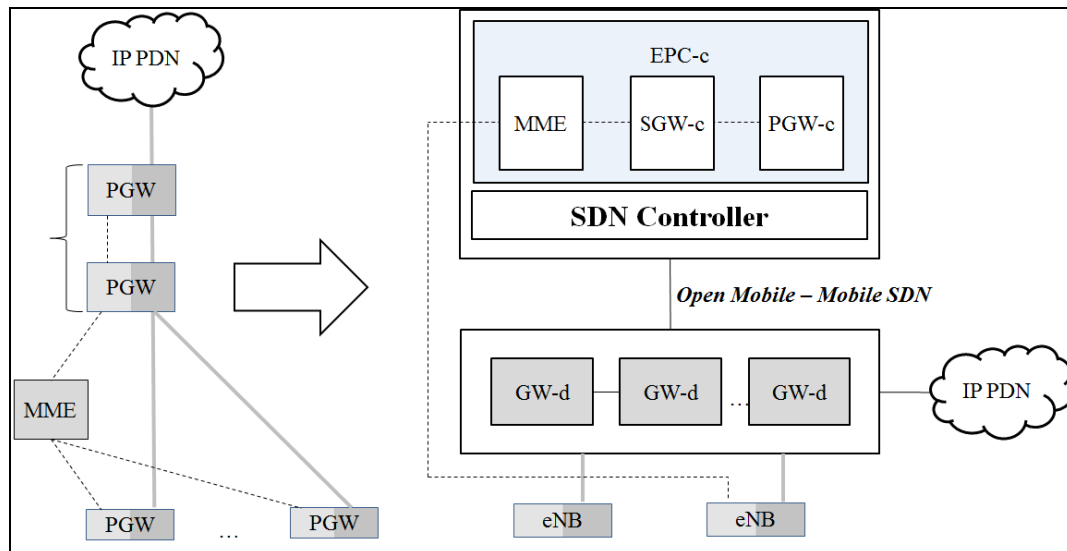 IP PDN
PGW
PGW
MME
PGW
...
PGW
EPC-c
MME
SGW-c
PGW-c
SDN Controller
Open Mobile – Mobile SDN
GW-d
GW-d
...
GW-d
IP PDN
eNB
...
eNB